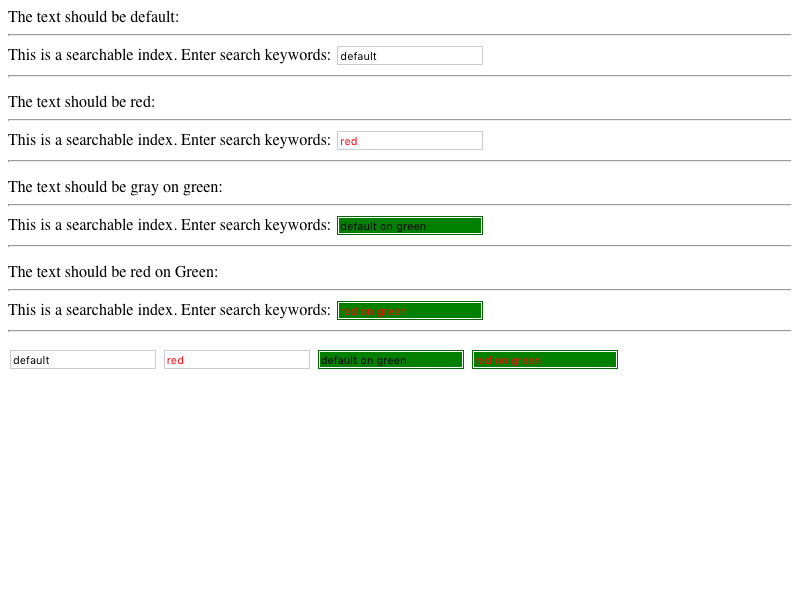 The text should be default:
This is a searchable index. Enter search keywords: default
The text should be red:
This is a searchable index. Enter search keywords: red
The text should be gray on green:
This is a searchable index. Enter search keywords: default on green
The text should be red on Green:
This is a searchable index. Enter search keywords: red on green
default red default on green red on green